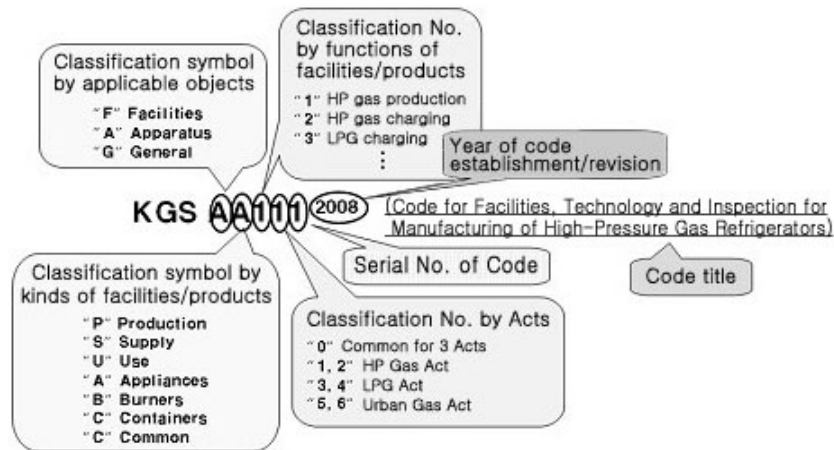 Classification symbol
by applicable objects
"F" Facilities
"A" Apparatus
"G" General
Classification No.
by functions of
facilities/products
"1" HP gas production
"2" HP gas charging
"3" LPG charging
⋮
Year of code
establishment/revision
KGS AA111 2008 (Code for Facilities, Technology and Inspection for
Manufacturing of High-Pressure Gas Refrigerators)
Classification symbol by
kinds of facilities/products
"P" Production
"S" Supply
"U" Use
"A" Appliances
"B" Burners
"C" Containers
"C" Common
Serial No. of Code
Code title
Classification No. by Acts
"0" Common for 3 Acts
"1, 2" HP Gas Act
"3, 4" LPG Act
"5, 6" Urban Gas Act